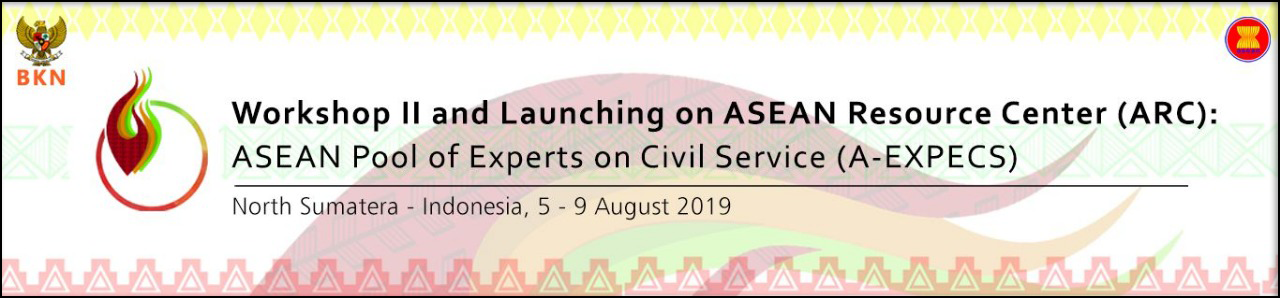 BKN
Workshop II and Launching on ASEAN Resource Center (ARC):
ASEAN Pool of Experts on Civil Service (A-EXPECS)
North Sumatera - Indonesia, 5 - 9 August 2019